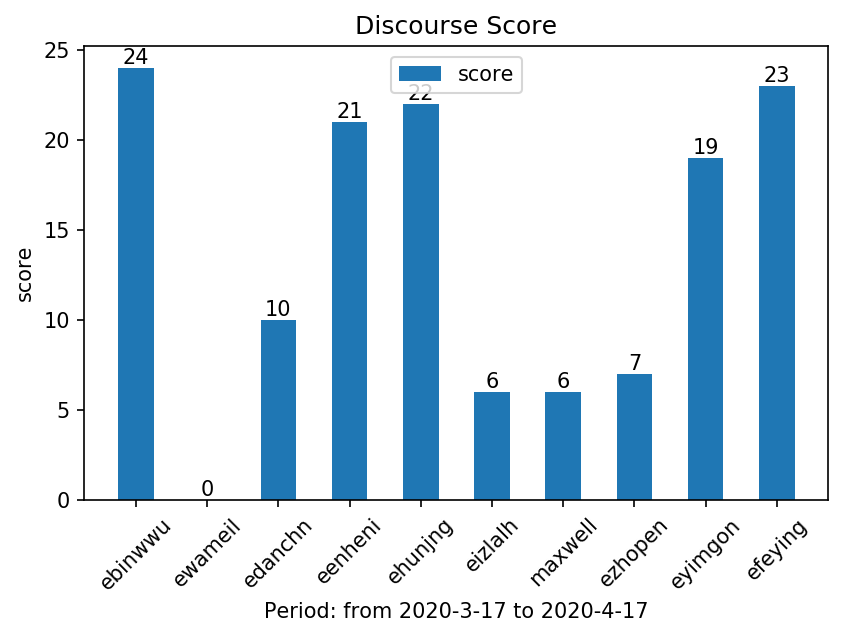 Discourse Score
score
25
20
15
10
5
0
score
24
0
10
21
22
6
6
7
19
23
ebinwwu
ewameil
edanchn
eenheni
ehunjng
eizlalh
maxwell
ezhopen
eyimgon
efeying
Period: from 2020-3-17 to 2020-4-17